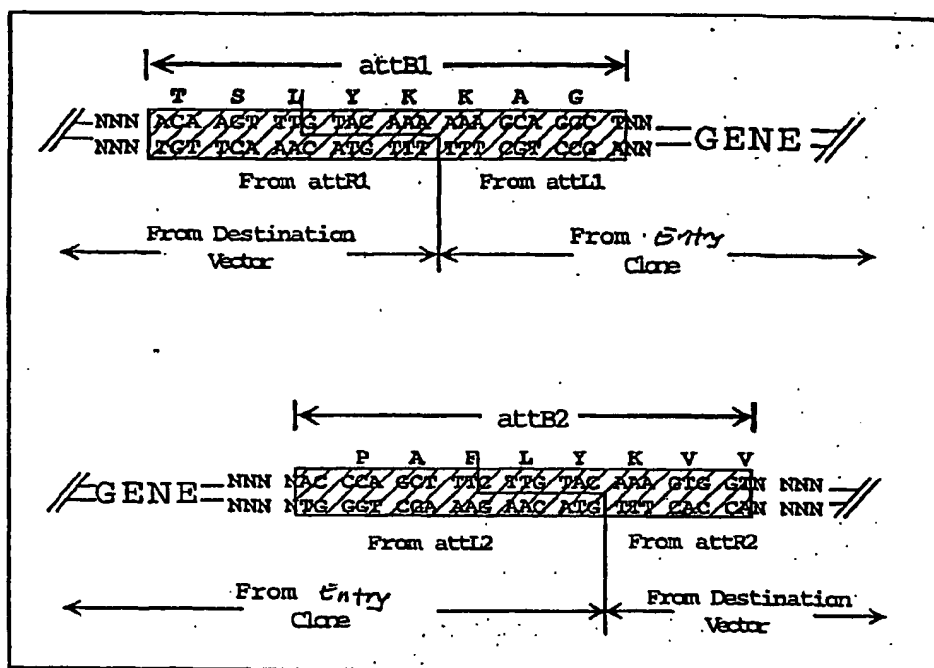 attB1
T S L Y K K A G
NNN ACA AGT TTG TAC AAA AAA GCA GGC TNN GENE
NNN TGT TCA AAC ATG TTT TTT CGT CCG ANN
From attR1 From attL1
From Destination From Entry
Vector Clone
attB2
P A F L Y K V V
GENE NNN NAC CCA GCT TTC TTG TAC AAA GTG GTN NNN
NNN NTG GGT CGA AAG AAC ATG TTT CAC CAN NNN
From attL2 From attR2
From Entry From Destination
Clone Vector